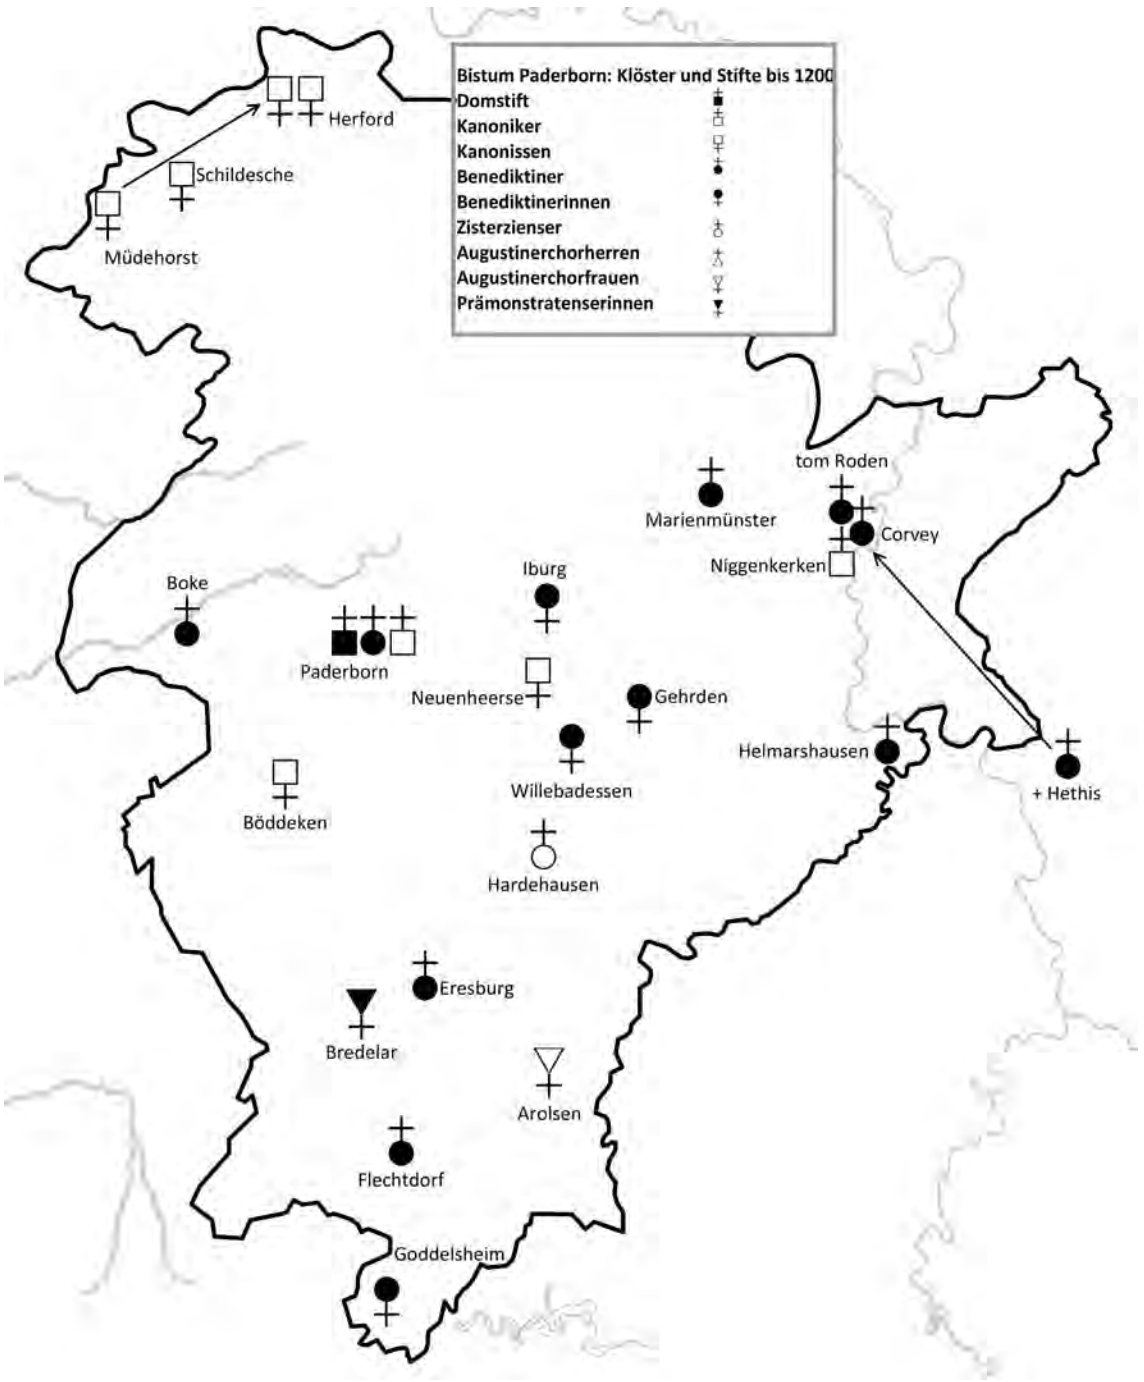 Bistum Paderborn: Klöster und Stifte bis 1200
Domstift
Kanoniker
Kanonissen
Benediktiner
Benediktinerinnen
Zisterzienser
Augustinerchorherren
Augustinerchorfrauen
Prämonstratenserinnen
Herford
Schildesche
Müdehorst
tom Roden
Marienmünster
Corvey
Niggenkerken
Iburg
Boke
Paderborn
Neuenheerse
Gehrden
Helmarshausen
Willebadessen
+ Hethis
Böddeken
Hardehausen
Eresburg
Bredelar
Arolsen
Flechtdorf
Goddelsheim